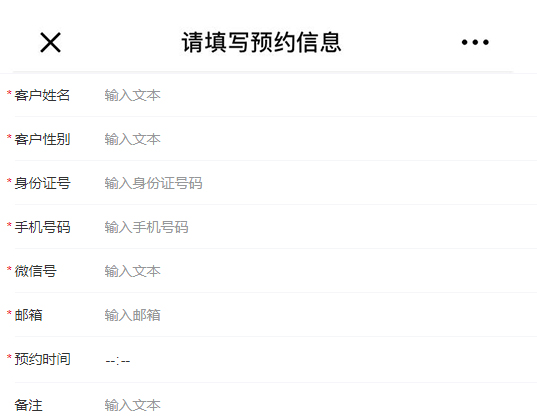 请填写预约信息
* 客户姓名 输入文本
* 客户性别 输入文本
* 身份证号 输入身份证号码
* 手机号码 输入手机号码
* 微信号 输入文本
* 邮箱 输入邮箱
* 预约时间 --:--
备注 输入文本